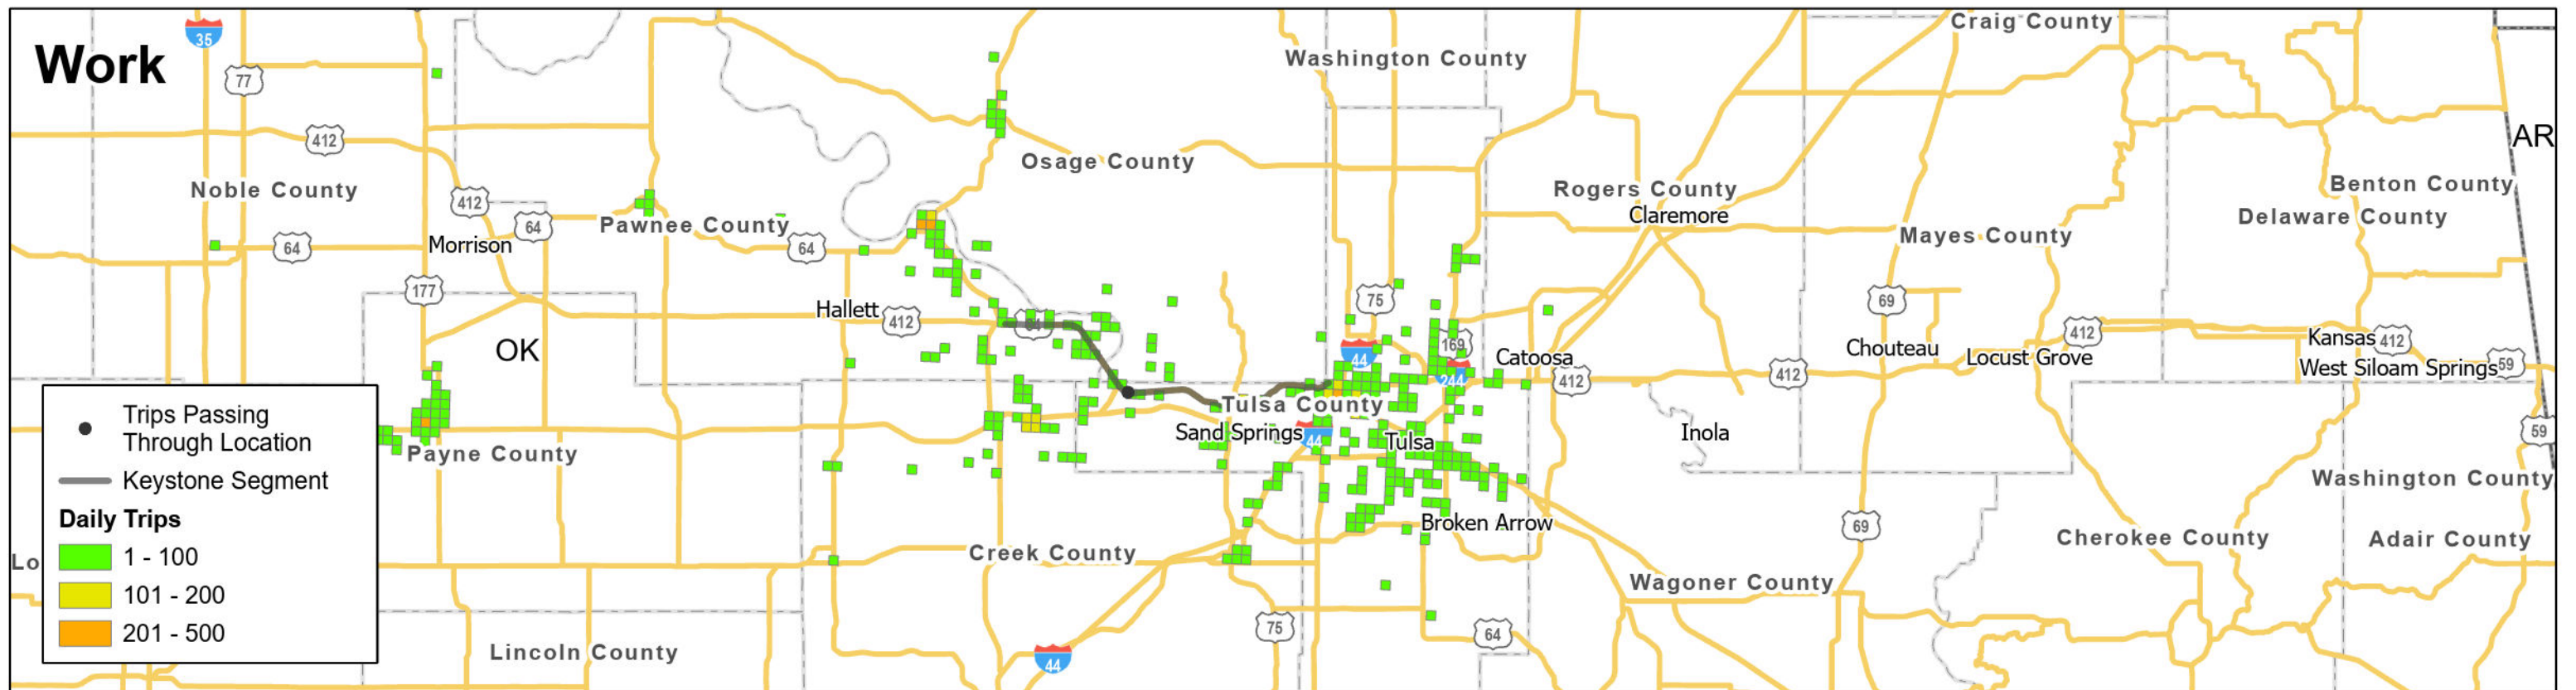 Work
35
77
412
Noble County
412
64
64
Morrison
177
OK
Pawnee County
64
Hallett
412
64
Osage County
Washington County
Craig County
AR
Rogers County
Claremore
Benton County
Delaware County
Mayes County
75
44
169
244
Catoosa
412
412
69
Chouteau
Locust Grove
412
Kansas
412
West Siloam Springs
59
59
Tulsa County
Sand Springs
44
Tulsa
Inola
Broken Arrow
Payne County
Creek County
Lincoln County
44
75
64
Wagoner County
69
Cherokee County
Adair County
Washington County
Lo
Trips Passing
Through Location
Keystone Segment
Daily Trips
1 - 100
101 - 200
201 - 500